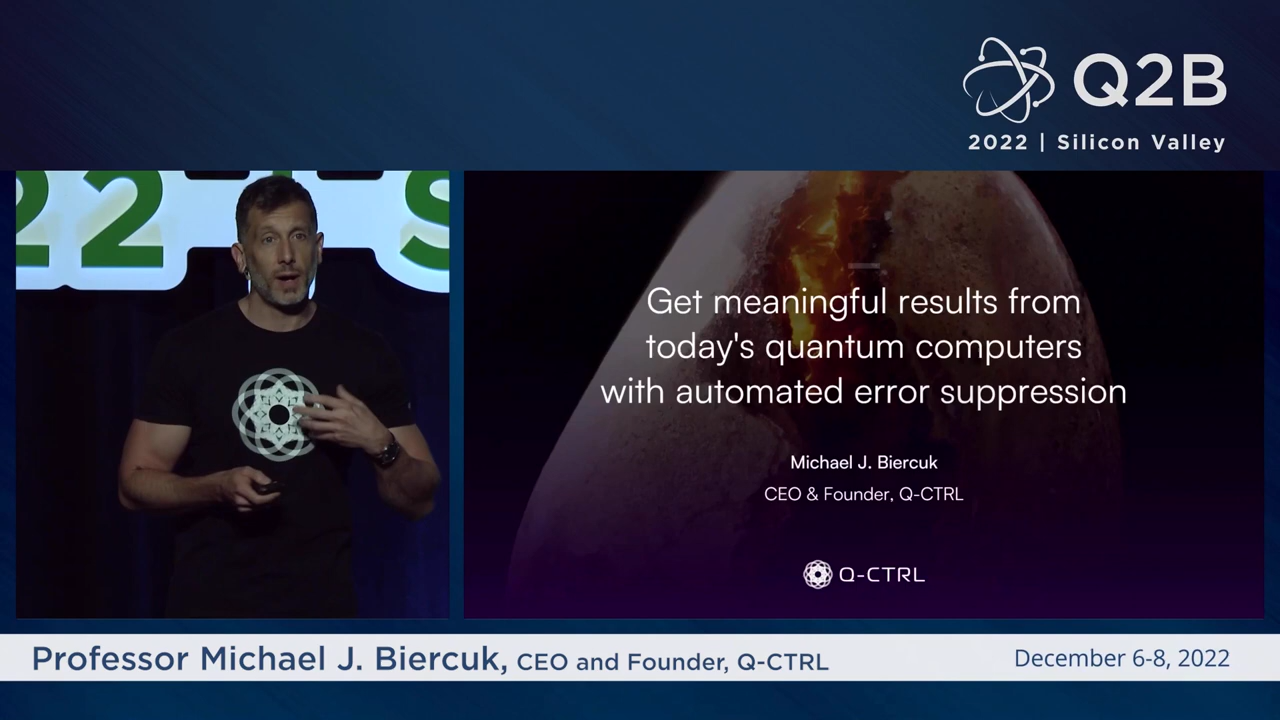 Q2B
2022 | Silicon Valley
22
S
Get meaningful results from
today's quantum computers
with automated error suppression
Michael J. Biercuk
CEO & Founder, Q-CTRL
Q-CTRL
Professor Michael J. Biercuk, CEO and Founder, Q-CTRL
December 6-8, 2022